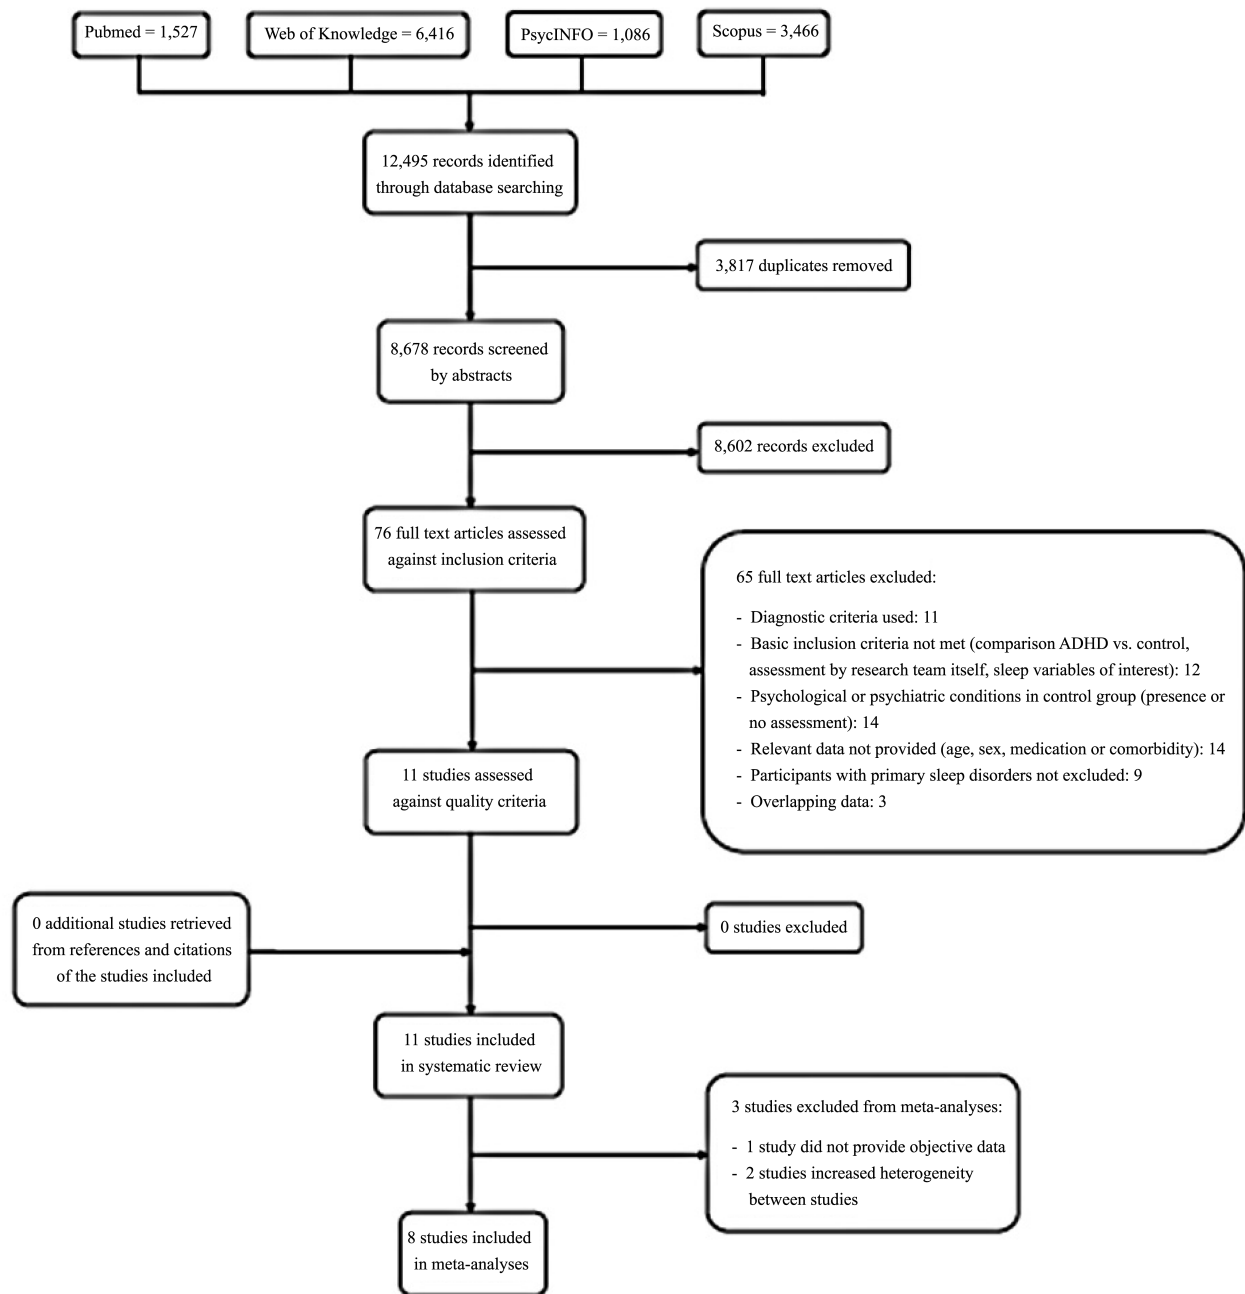 Pubmed = 1,527
Web of Knowledge = 6,416
PsycINFO = 1,086
Scopus = 3,466
12,495 records identified
through database searching
3,817 duplicates removed
8,678 records screened
by abstracts
8,602 records excluded
76 full text articles assessed
against inclusion criteria
65 full text articles excluded:
- Diagnostic criteria used: 11
- Basic inclusion criteria not met (comparison ADHD vs. control,
assessment by research team itself, sleep variables of interest): 12
- Psychological or psychiatric conditions in control group (presence or
no assessment): 14
- Relevant data not provided (age, sex, medication or comorbidity): 14
- Participants with primary sleep disorders not excluded: 9
- Overlapping data: 3
11 studies assessed
against quality criteria
0 additional studies retrieved
from references and citations
of the studies included
0 studies excluded
11 studies included
in systematic review
3 studies excluded from meta-analyses:
- 1 study did not provide objective data
- 2 studies increased heterogeneity
between studies
8 studies included
in meta-analyses